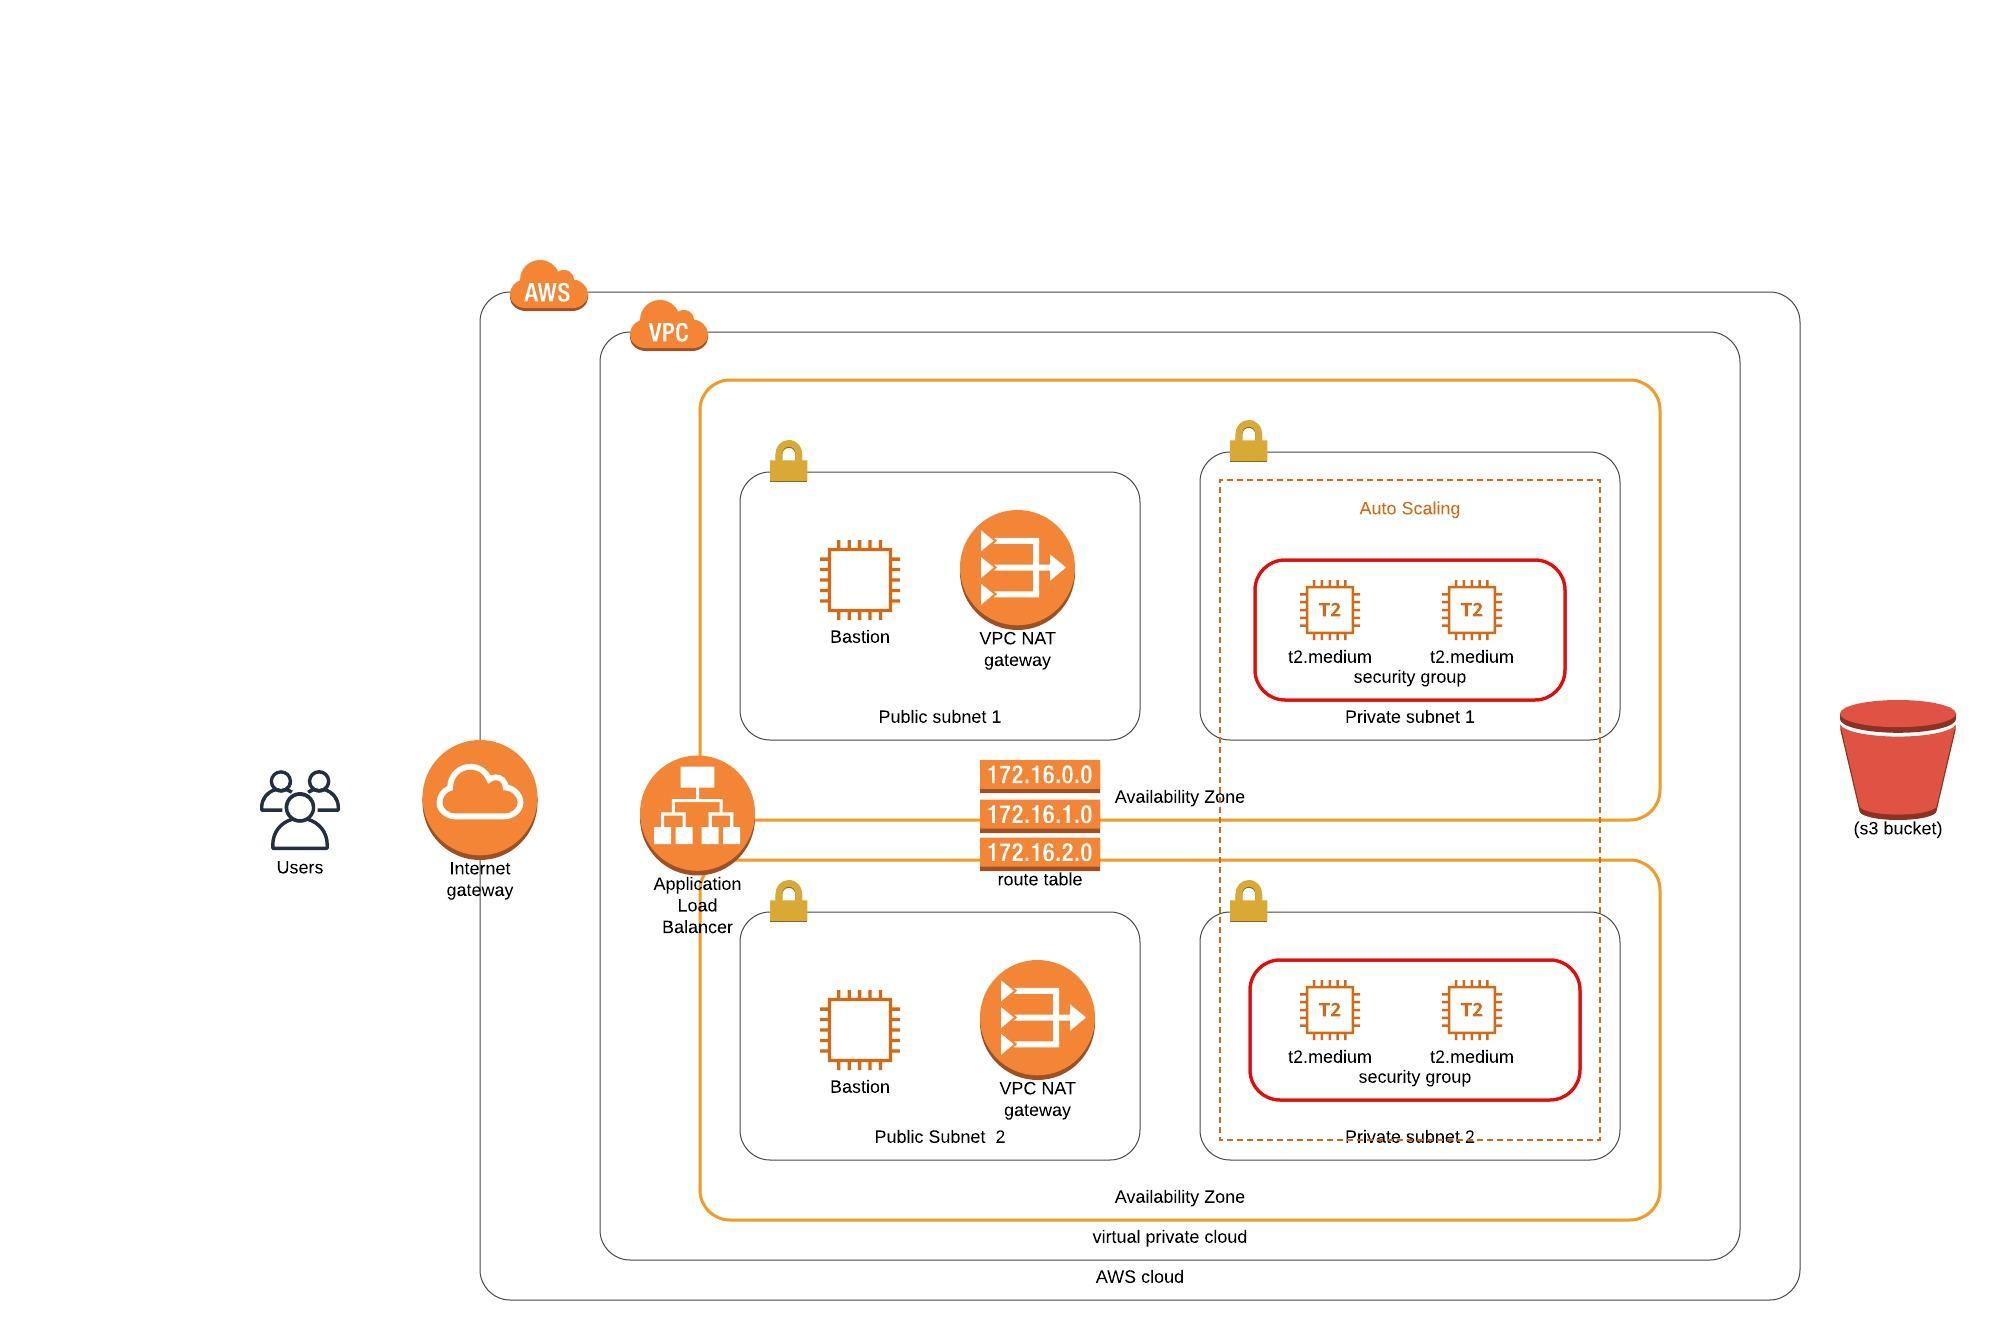 AWS
VPC
Auto Scaling
T2
T2
Bastion
VPC NAT
gateway
t2.medium
t2.medium
security group
Public subnet 1
Private subnet 1
172.16.0.0
Availability Zone
172.16.1.0
172.16.2.0
route table
Users
Internet
gateway
Application
Load
Balancer
(s3 bucket)
T2
T2
Bastion
VPC NAT
gateway
t2.medium
t2.medium
security group
Public Subnet  2
Private subnet 2
Availability Zone
virtual private cloud
AWS cloud